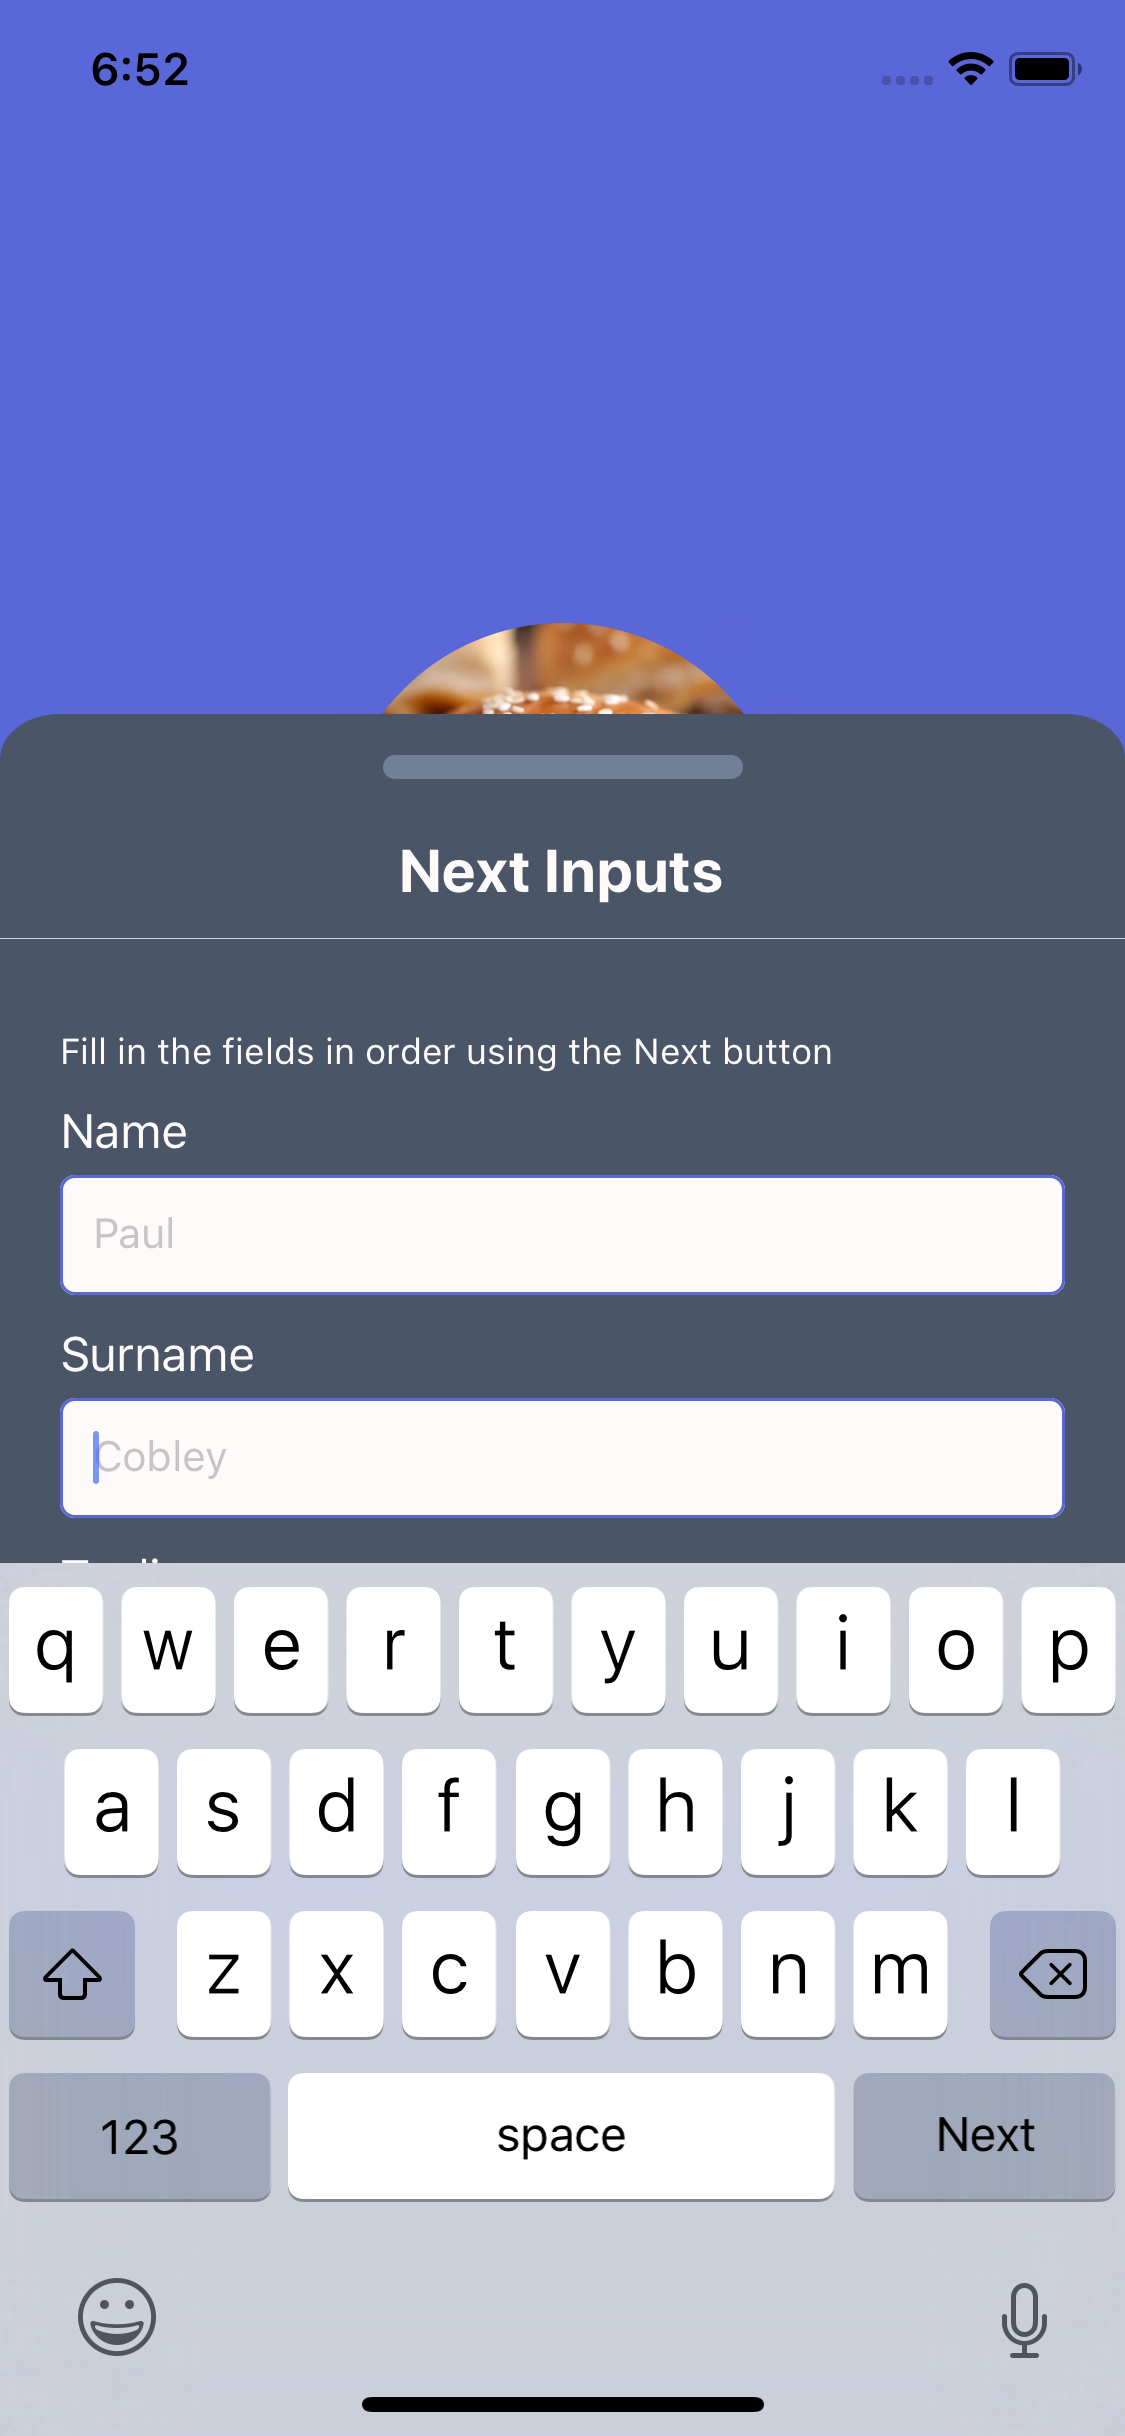 6:52
Next Inputs
Fill in the fields in order using the Next button
Name
Paul
Surname
Cobley
q w e r t y u i o p
a s d f g h j k l
z x c v b n m
123 space Next